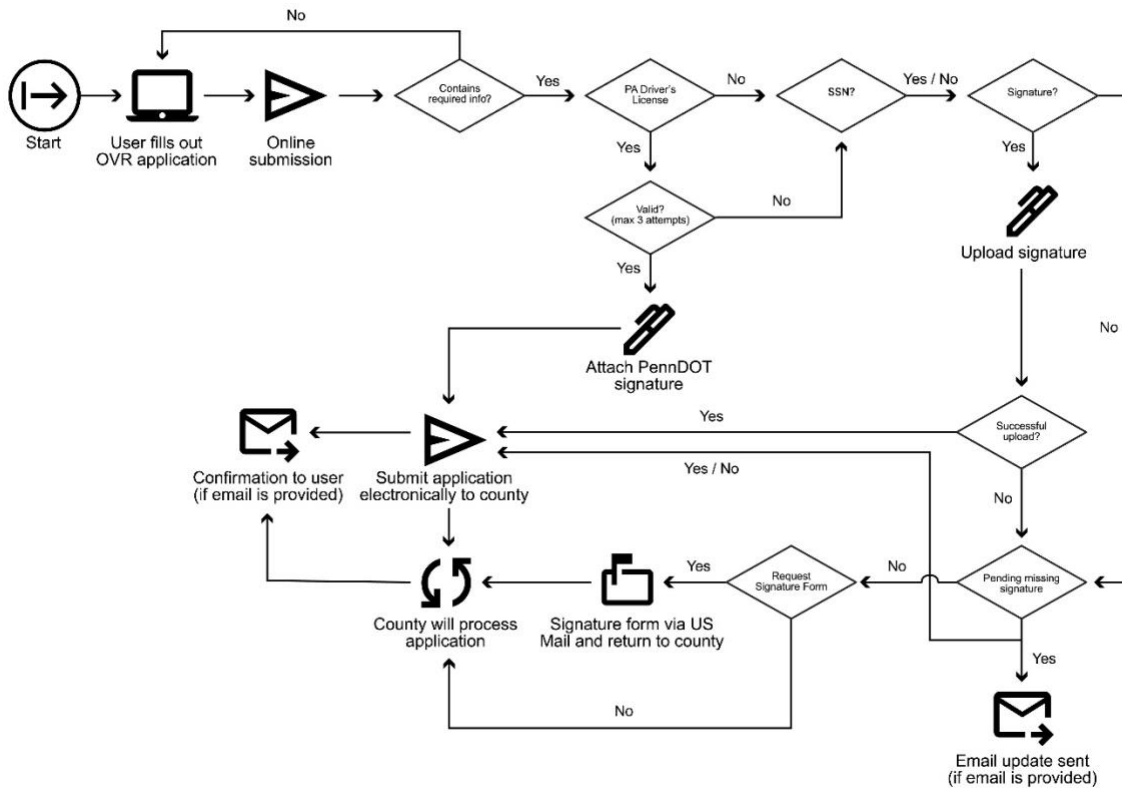 No
Start
User fills out
OVR application
Online
submission
Contains
required info?
Yes
PA Driver's
License
No
SSN?
Yes / No
Signature?
Yes
Yes
Valid?
(max 3 attempts)
No
Yes
Upload signature
No
Attach PennDOT
signature
Yes
Successful
upload?
Confirmation to user
(if email is provided)
Submit application
electronically to county
Yes / No
No
Yes
Request
Signature Form
No
Pending missing
signature
County will process
application
Signature form via US
Mail and return to county
Yes
No
Email update sent
(if email is provided)